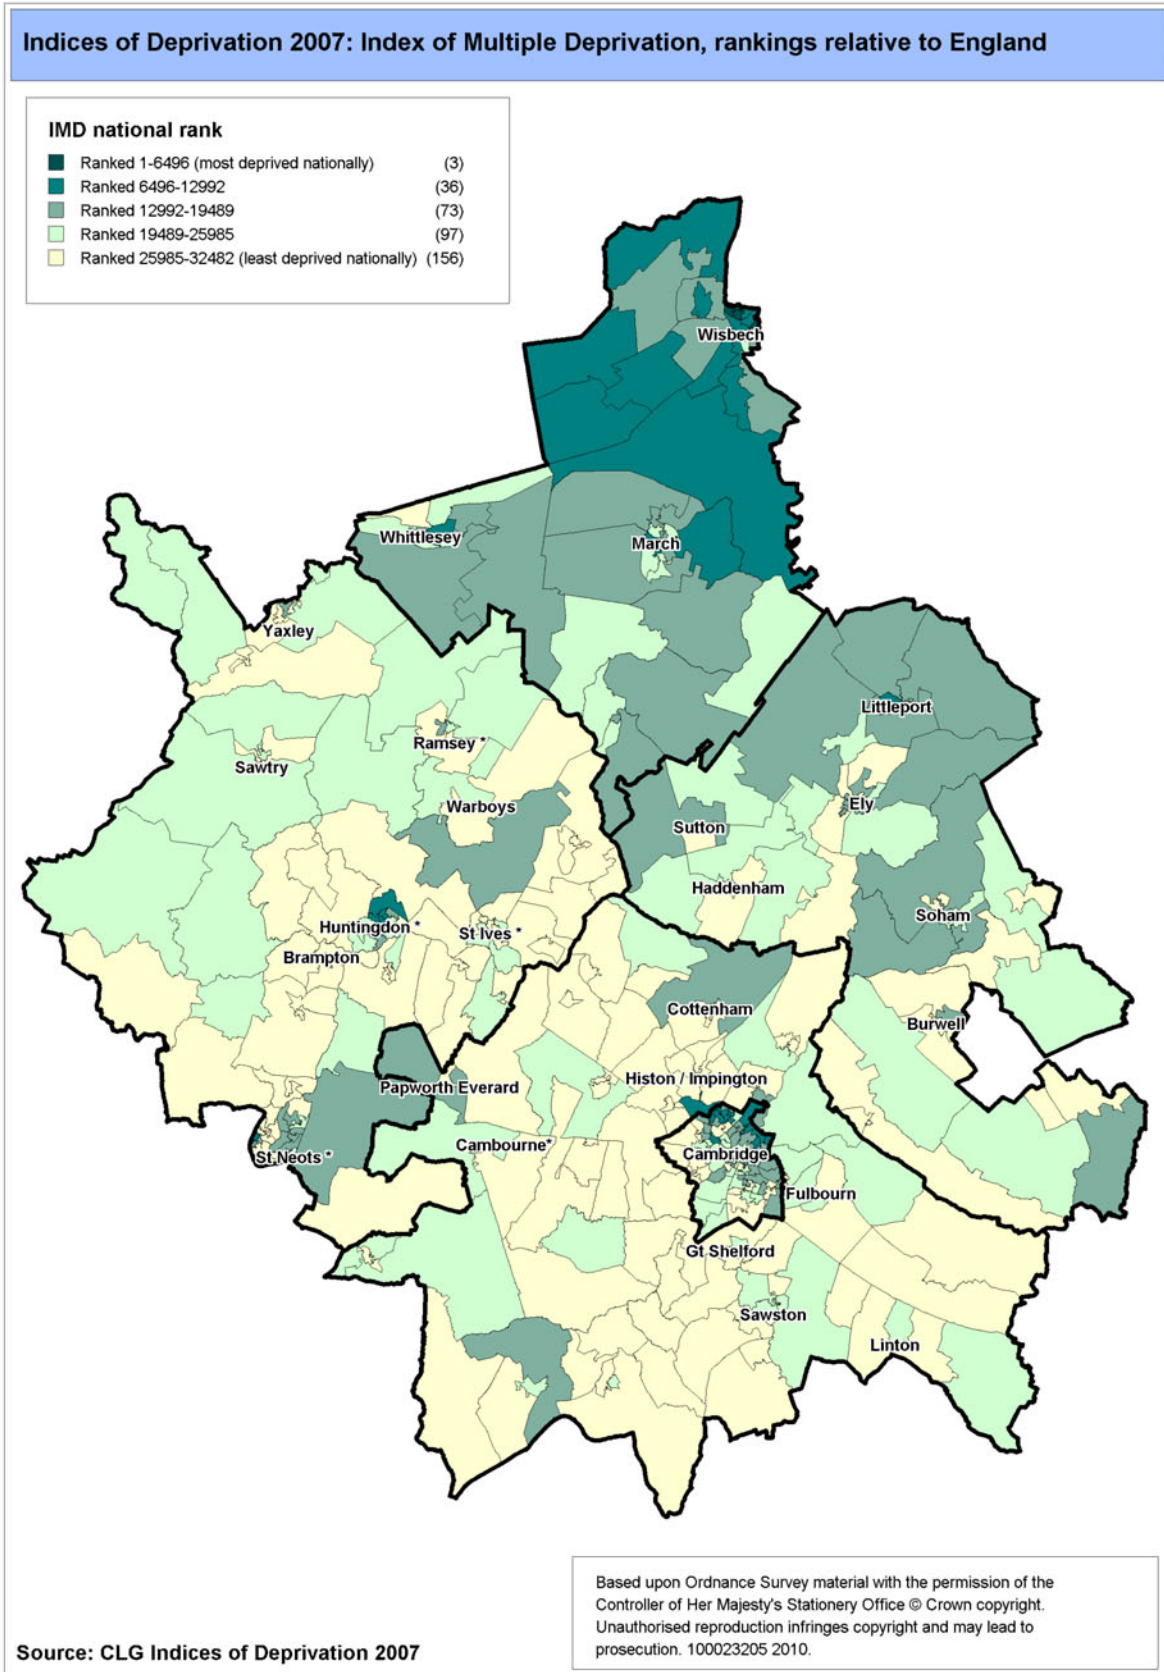 Indices of Deprivation 2007: Index of Multiple Deprivation, rankings relative to England
IMD national rank
Ranked 1-6496 (most deprived nationally) (3)
Ranked 6496-12992 (36)
Ranked 12992-19489 (73)
Ranked 19489-25985 (97)
Ranked 25985-32482 (least deprived nationally) (156)
Wisbech
Whittlesey
March
Yaxley
Littleport
Ramsey *
Sawtry
Warboys
Ely
Sutton
Haddenham
Soham
Huntingdon *
St Ives *
Brampton
Cottenham
Burwell
Histon / Impington
Papworth Everard
Cambourne*
Cambridge
St Neots *
Fulbourn
Gt Shelford
Sawston
Linton
Based upon Ordnance Survey material with the permission of the
Controller of Her Majesty's Stationery Office © Crown copyright.
Unauthorised reproduction infringes copyright and may lead to
prosecution. 100023205 2010.
Source: CLG Indices of Deprivation 2007